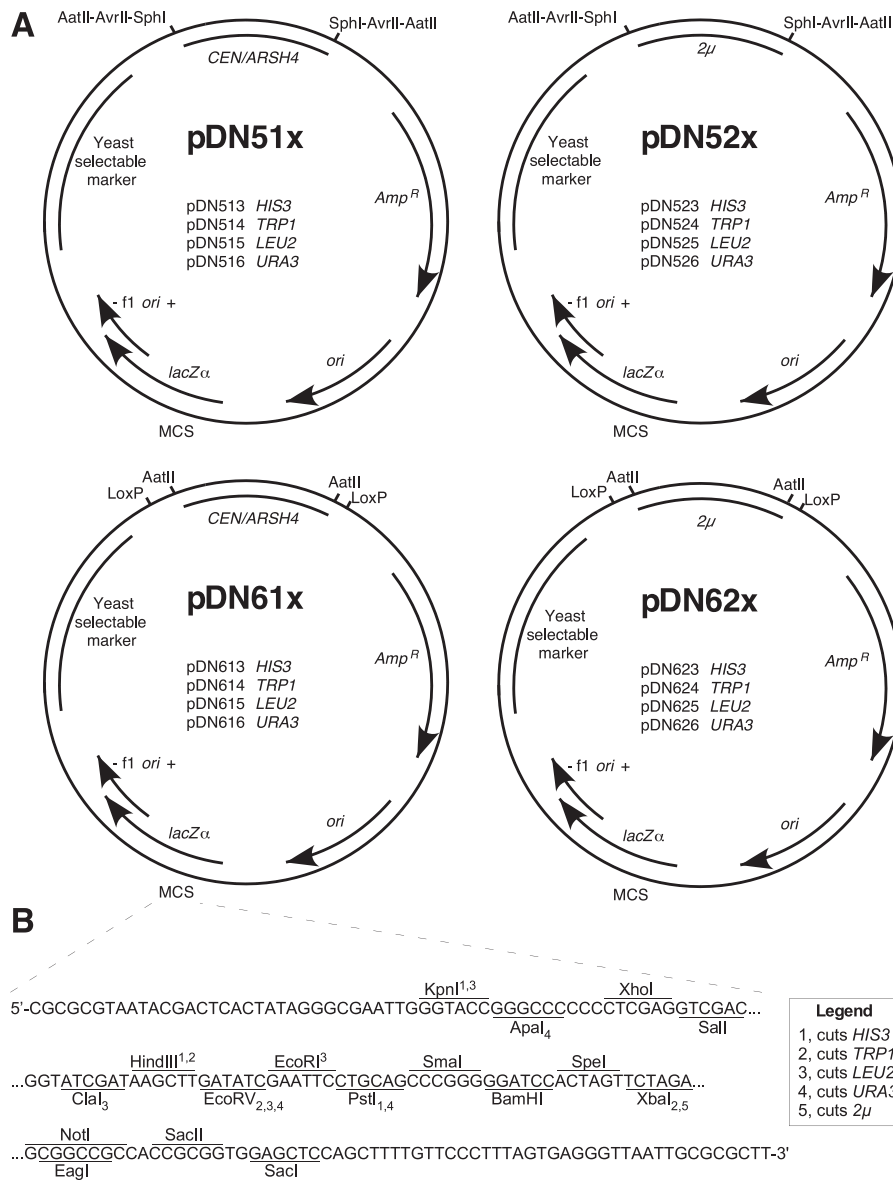 A
AatII-AvrII-SphI
CEN/ARSH4
SphI-AvrII-AatII
pDN51x
Yeast
selectable
marker
Amp R
pDN513 HIS3
pDN514 TRP1
pDN515 LEU2
pDN516 URA3
- f1 ori +
lacZα
ori
MCS
AatII-AvrII-SphI
2μ
SphI-AvrII-AatII
pDN52x
Yeast
selectable
marker
Amp R
pDN523 HIS3
pDN524 TRP1
pDN525 LEU2
pDN526 URA3
- f1 ori +
lacZα
ori
MCS
LoxP
AatII
CEN/ARSH4
AatII
LoxP
pDN61x
Yeast
selectable
marker
Amp R
pDN613 HIS3
pDN614 TRP1
pDN615 LEU2
pDN616 URA3
- f1 ori +
lacZα
ori
MCS
LoxP
AatII
2μ
AatII
LoxP
pDN62x
Yeast
selectable
marker
Amp R
pDN623 HIS3
pDN624 TRP1
pDN625 LEU2
pDN626 URA3
- f1 ori +
lacZα
ori
MCS
B
KpnI1,3 XhoI
5'-CGCGCGTAATACGACTCACTATAGGGCGAATTGGGTACCGGGCCCCCCCTCGAGGTCGAC...
ApaI4 SalI
HindIII1,2 EcoRI3 SmaI SpeI
...GGTATCGATAAGCTTGATATCGAATTCCTGCAGCCCGGGGGATCCACTAGTTCTAGA...
ClaI3 EcoRV2,3,4 PstI1,4 BamHI XbaI2,5
NotI SacII
...GCGGCCGCCACCGCGGTGGAGCTCCAGCTTTTGTTCCCTTTAGTGAGGGTTAATTGCGCGCTT-3'
EagI SacI
Legend
1, cuts HIS3
2, cuts TRP1
3, cuts LEU2
4, cuts URA3
5, cuts 2μ